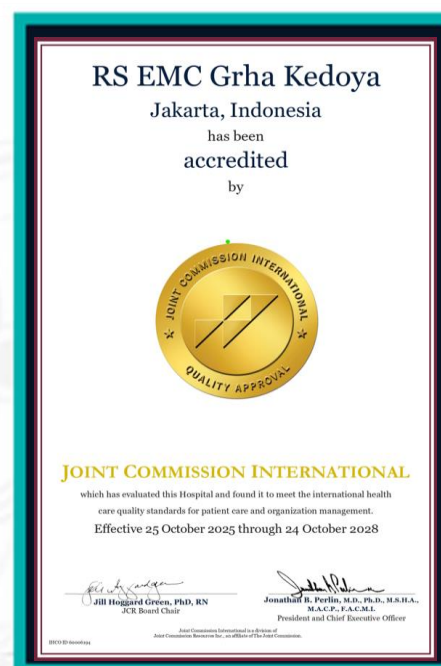 RS EMC Grha Kedoya
Jakarta, Indonesia
has been
accredited
by
JOINT COMMISSION INTERNATIONAL
QUALITY APPROVAL
JOINT COMMISSION INTERNATIONAL
which has evaluated this Hospital and found it to meet the international health
care quality standards for patient care and organization management.
Effective 25 October 2025 through 24 October 2028
Jill Hoggard Green, PhD, RN
JCR Board Chair
Jonathan B. Perlin, M.D., Ph.D., M.S.H.A.,
M.A.C.P., F.A.C.M.I.
President and Chief Executive Officer
Joint Commission International is a division of
Joint Commission Resources Inc., an affiliate of The Joint Commission.